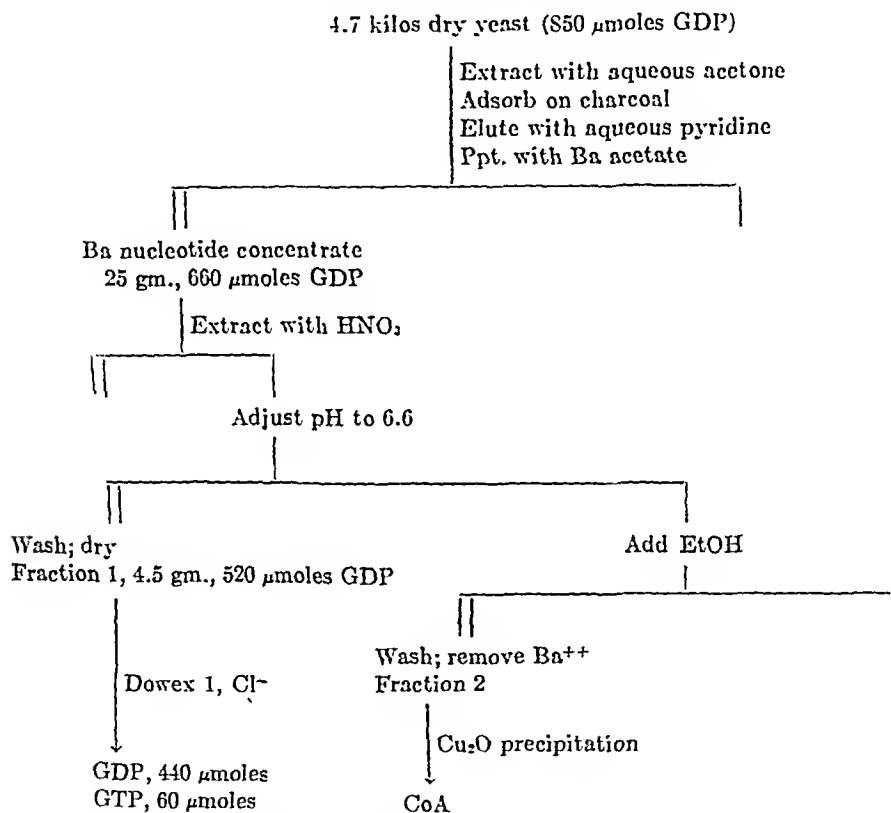 4.7 kilos dry yeast (850 μmoles GDP)
Extract with aqueous acetone
Adsorb on charcoal
Elute with aqueous pyridine
Ppt. with Ba acetate
Ba nucleotide concentrate
25 gm., 660 μmoles GDP
Extract with HNO₃
Adjust pH to 6.6
Wash; dry
Fraction 1, 4.5 gm., 520 μmoles GDP
Add EtOH
Wash; remove Ba⁺⁺
Fraction 2
Dowex 1, Cl⁻
Cu₂O precipitation
GDP, 440 μmoles
GTP, 60 μmoles
CoA